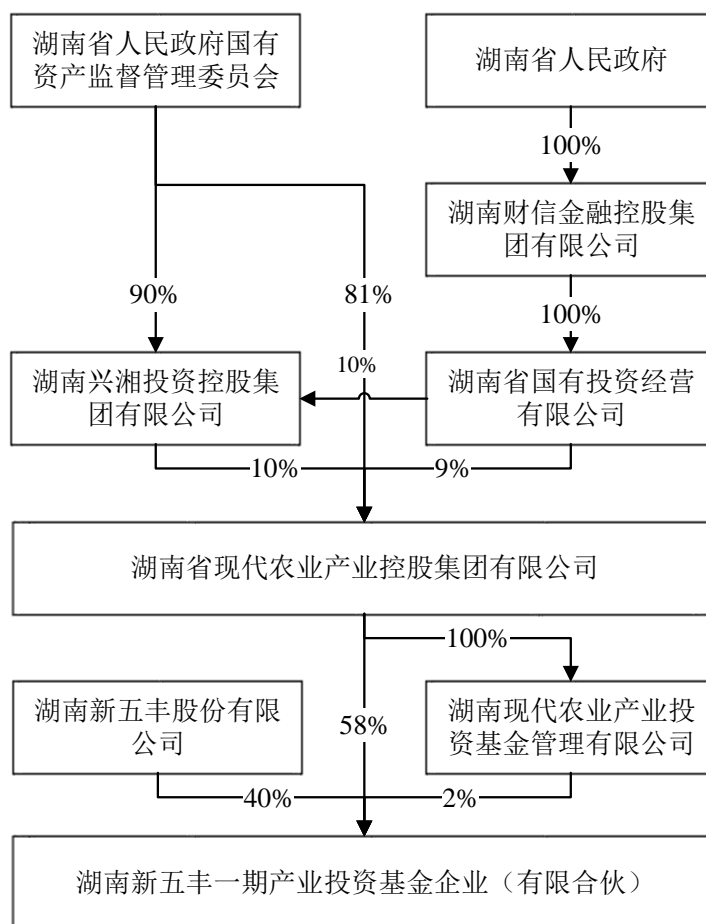 湖南省人民政府国有
资产监督管理委员会
湖南省人民政府
100%
湖南财信金融控股集
团有限公司
90%
81%
100%
湖南兴湘投资控股集
团有限公司
10%
湖南省国有投资经营
有限公司
10%
9%
湖南省现代农业产业控股集团有限公司
100%
湖南新五丰股份有限
公司
58%
湖南现代农业产业投
资基金管理有限公司
40%
2%
湖南新五丰一期产业投资基金企业（有限合伙）